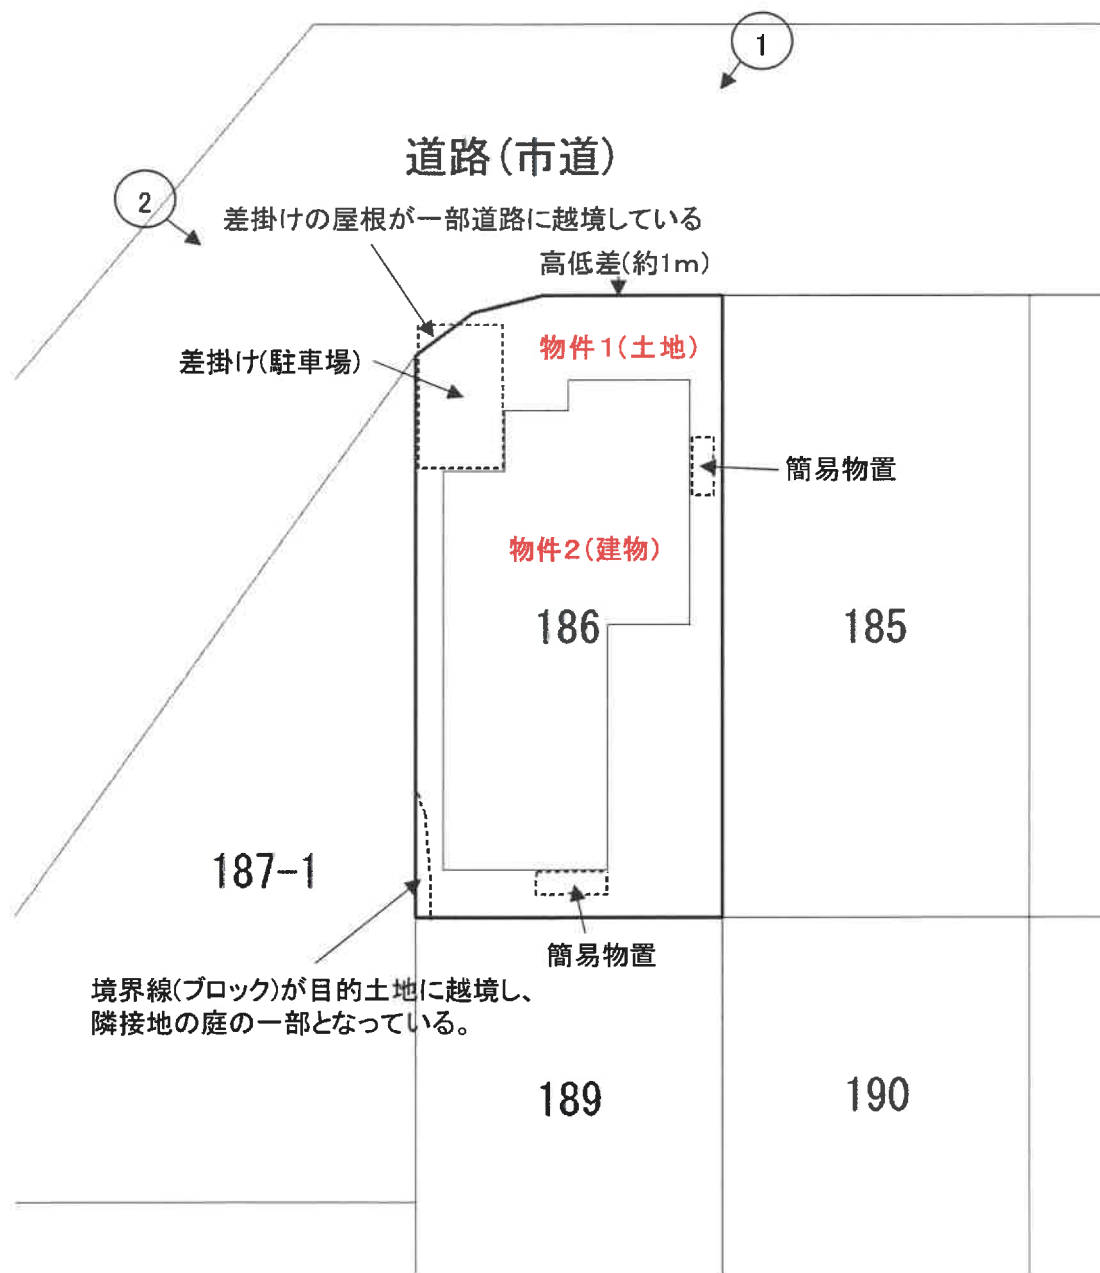 1
道路(市道)
2
差掛けの屋根が一部道路に越境している
高低差(約1m)
物件1(土地)
差掛け(駐車場)
簡易物置
物件2(建物)
186
185
187-1
簡易物置
境界線(ブロック)が目的土地に越境し、
隣接地の庭の一部となっている。
189
190